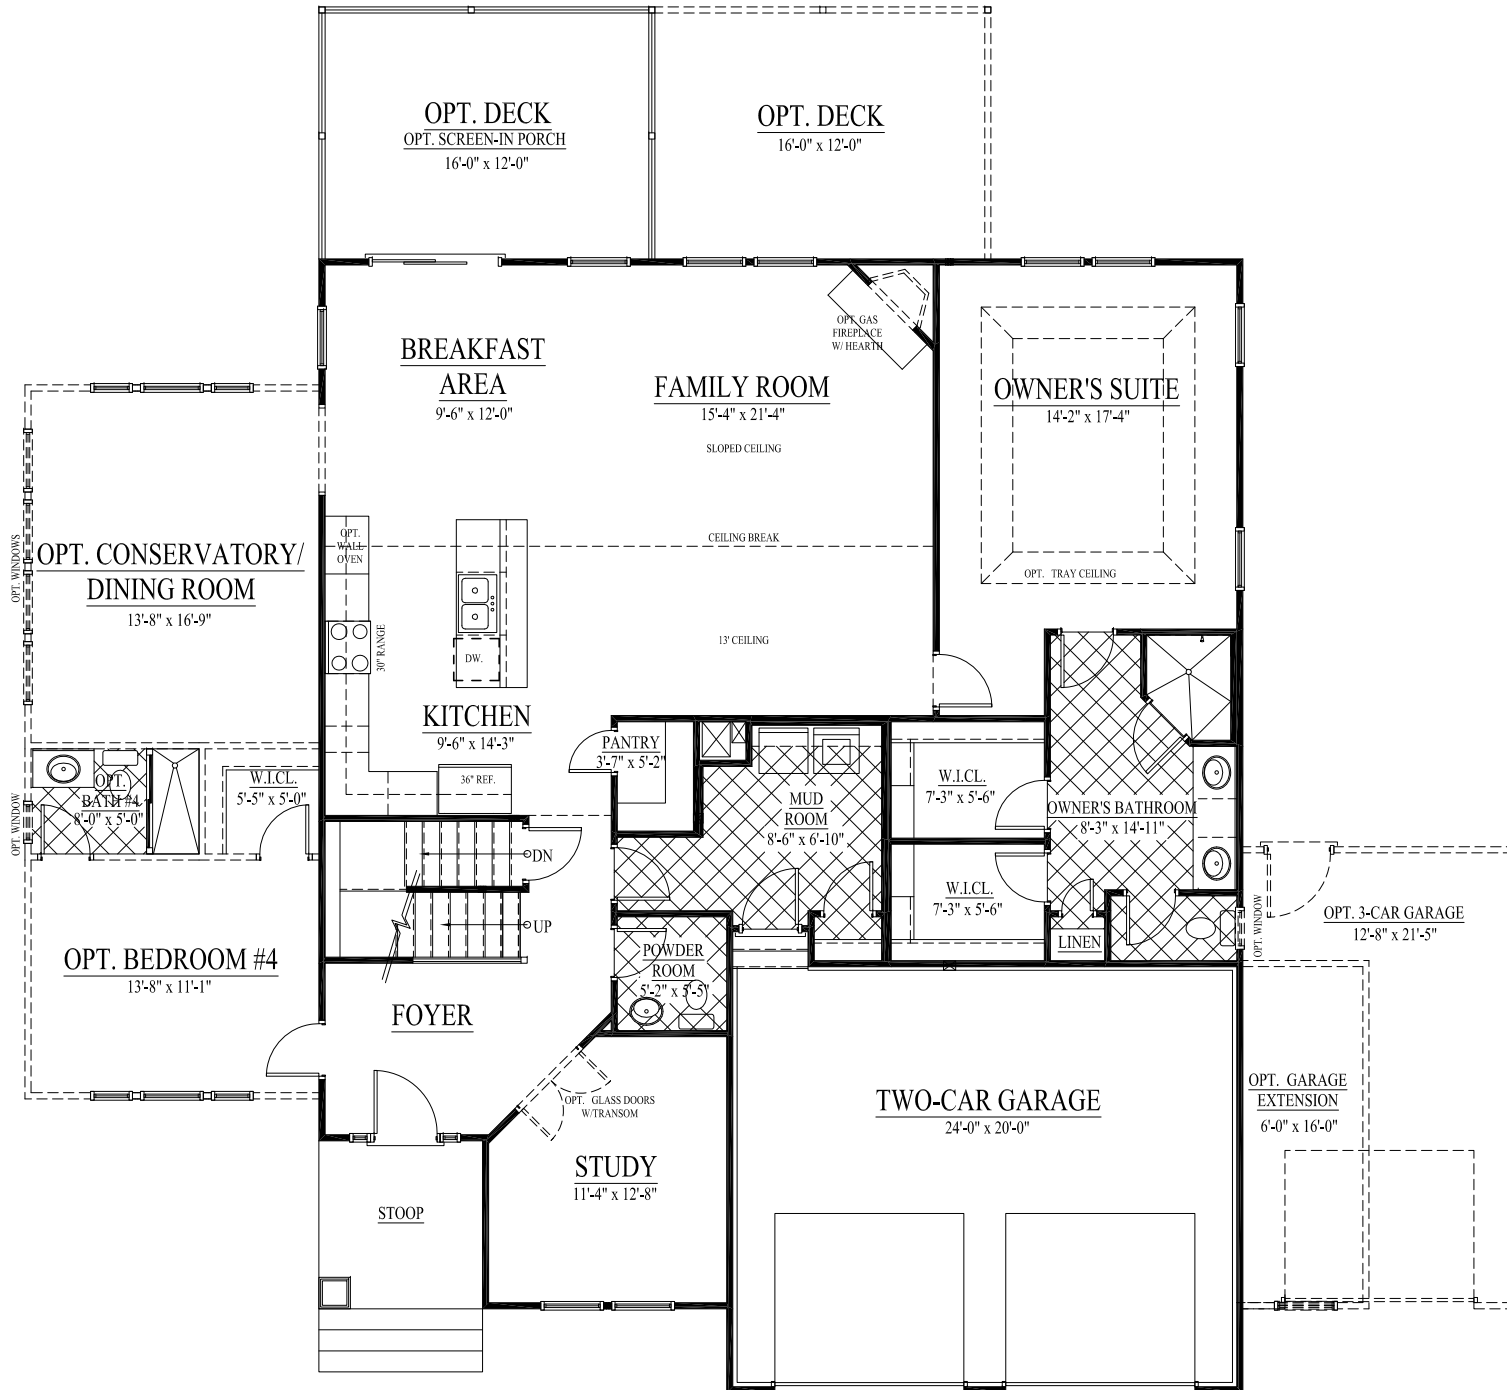 OPT. DECK
OPT. SCREEN-IN PORCH
16'-0" x 12'-0"
OPT. DECK
16'-0" x 12'-0"
BREAKFAST
AREA
9'-6" x 12'-0"
FAMILY ROOM
15'-4" x 21'-4"
SLOPED CEILING
OPT. GAS
FIREPLACE
W/ HEARTH
OWNER'S SUITE
14'-2" x 17'-4"
OPT. TRAY CEILING
CEILING BREAK
13' CEILING
OPT. WINDOWS
OPT. CONSERVATORY/
DINING ROOM
13'-8" x 16'-9"
OPT.
WALL
OVEN
30" RANGE
DW.
KITCHEN
9'-6" x 14'-3"
36" REF.
PANTRY
3'-7" x 5'-2"
MUD
ROOM
8'-6" x 6'-10"
W.I.CL.
7'-3" x 5'-6"
OWNER'S BATHROOM
8'-3" x 14'-11"
W.I.CL.
7'-3" x 5'-6"
LINEN
OPT. WINDOW
OPT.
BATH #4
8'-0" x 5'-0"
W.I.CL.
5'-5" x 5'-0"
OPT. WINDOW
DN
UP
OPT. BEDROOM #4
13'-8" x 11'-1"
POWDER
ROOM
5'-2" x 5'-5"
FOYER
OPT. GLASS DOORS
W/TRANSOM
STUDY
11'-4" x 12'-8"
STOOP
TWO-CAR GARAGE
24'-0" x 20'-0"
OPT. 3-CAR GARAGE
12'-8" x 21'-5"
OPT. GARAGE
EXTENSION
6'-0" x 16'-0"